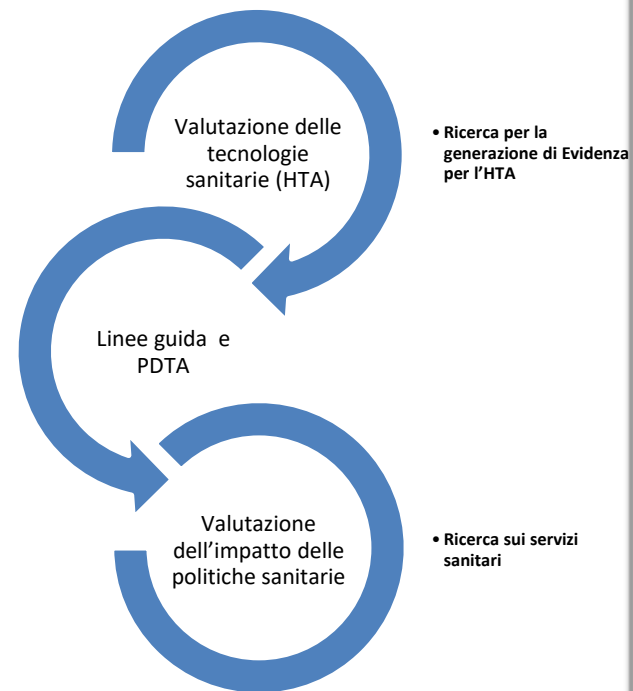 Valutazione delle
tecnologie
sanitarie (HTA)
• Ricerca per la
generazione di Evidenza
per l'HTA
Linee guida e
PDTA
Valutazione
dell'impatto delle
politiche sanitarie
• Ricerca sui servizi
sanitari